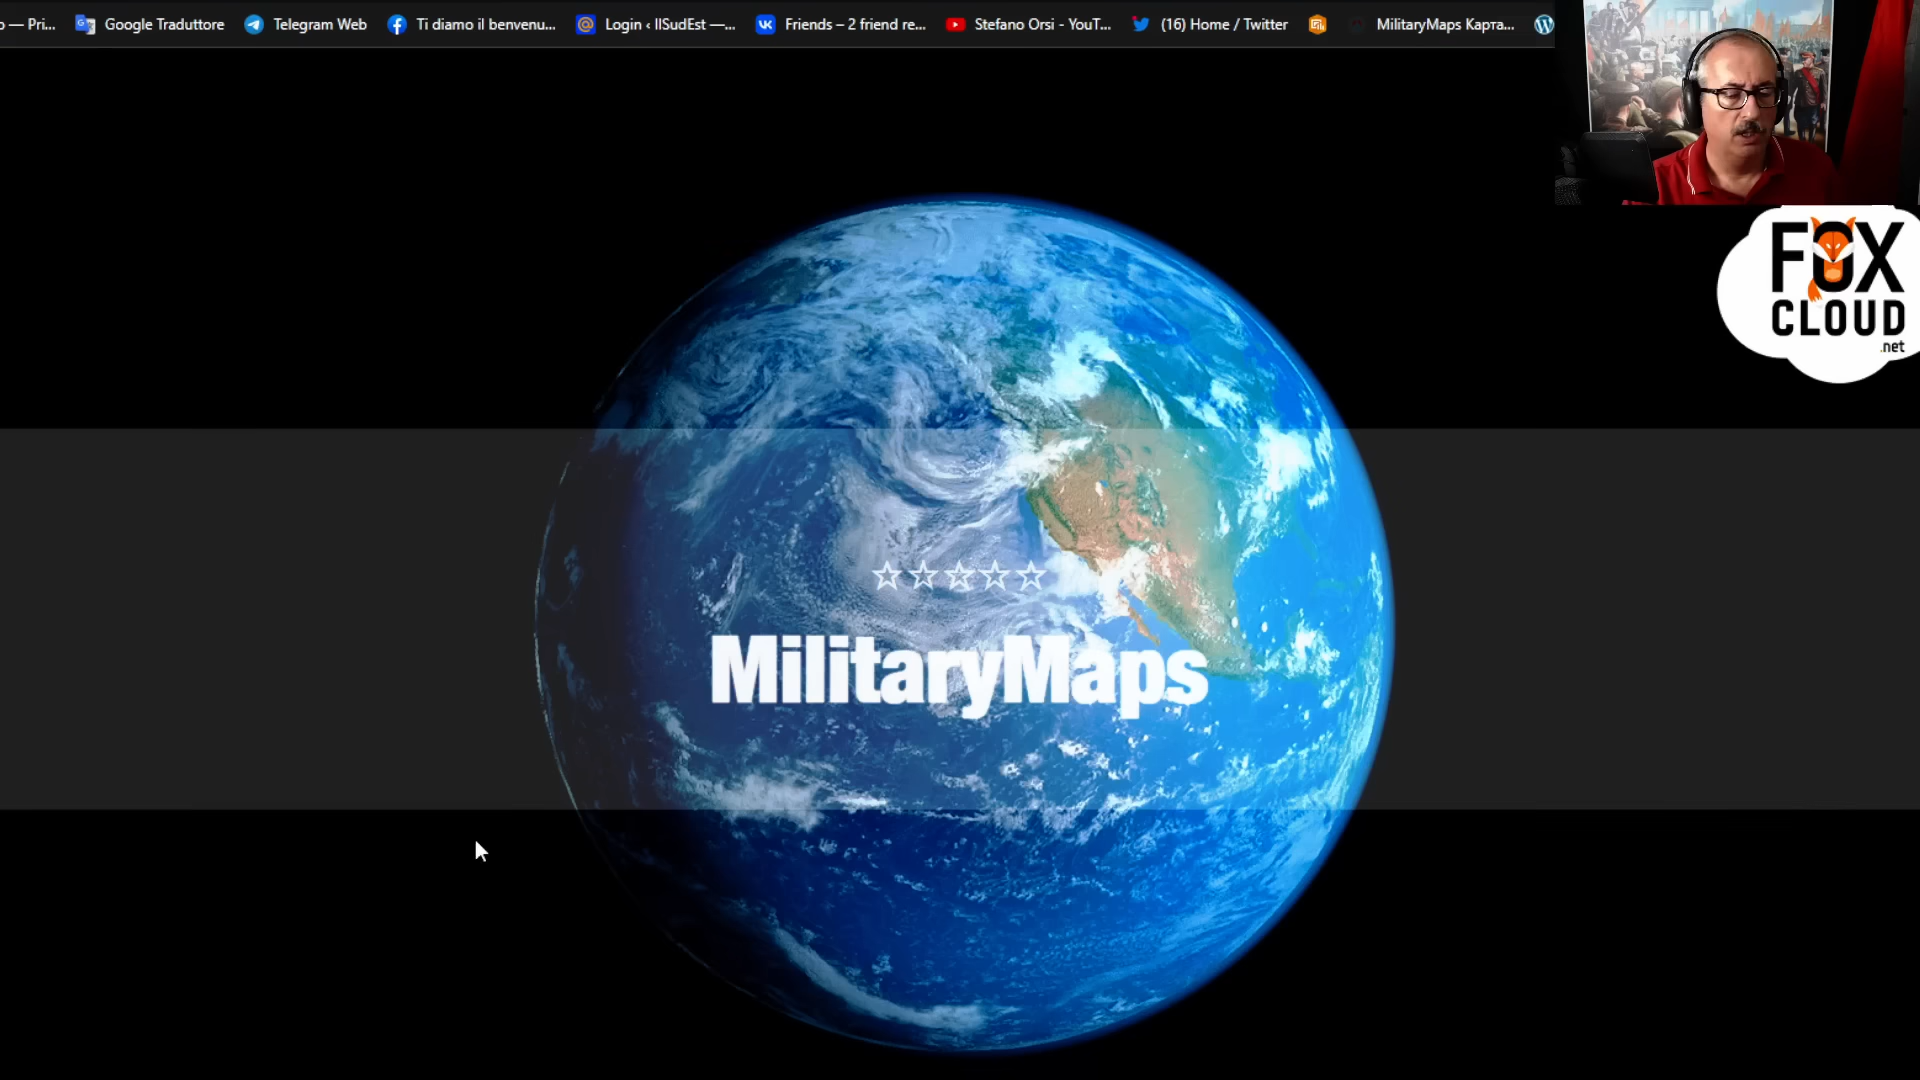 o — Pri...
Google Traduttore
Telegram Web
Ti diamo il benvenu...
Login ‹ IlSudEst —...
Friends – 2 friend re...
Stefano Orsi - YouT...
(16) Home / Twitter
MilitaryMaps Карта...
FOX
CLOUD
.net
MilitaryMaps